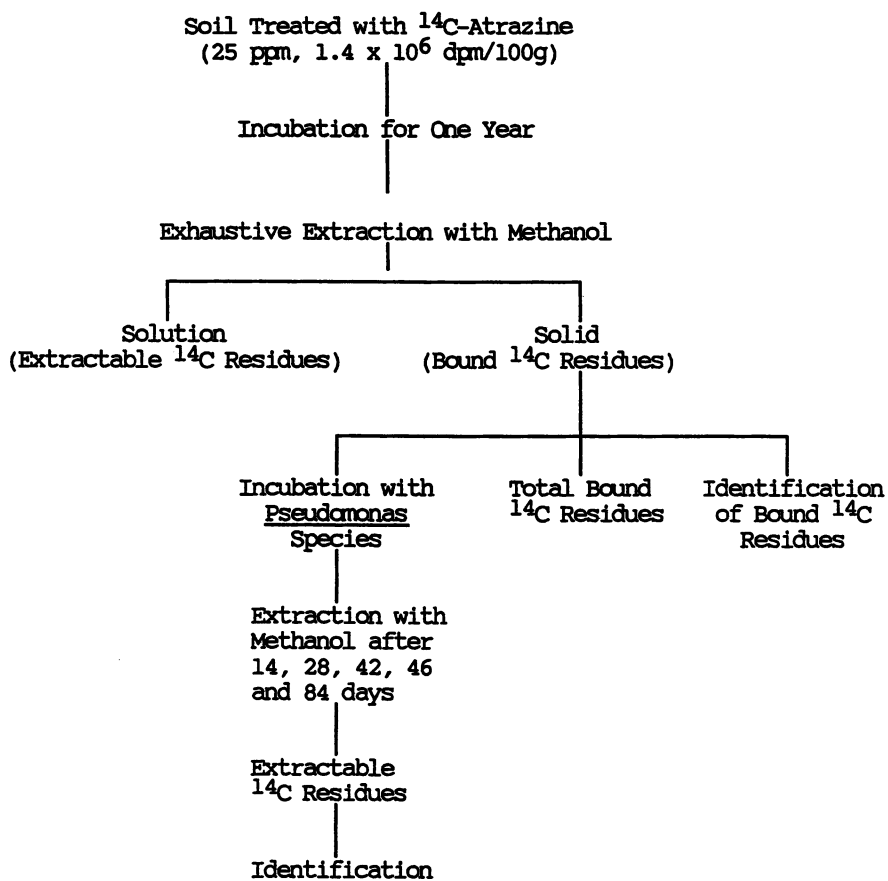 Soil Treated with ¹⁴C-Atrazine
(25 ppm, 1.4 x 10⁶ dpm/100g)
Incubation for One Year
Exhaustive Extraction with Methanol
Solution
(Extractable ¹⁴C Residues)
Solid
(Bound ¹⁴C Residues)
Incubation with
Pseudomonas
Species
Total Bound
¹⁴C Residues
Identification
of Bound ¹⁴C
Residues
Extraction with
Methanol after
14, 28, 42, 46
and 84 days
Extractable
¹⁴C Residues
Identification